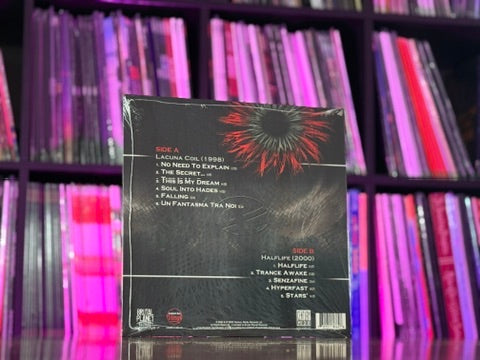 SIDE A
LACUNA COIL (1998)
1. NO NEED TO EXPLAIN
2. THE SECRET...
3. THIS IS MY DREAM
4. SOUL INTO HADES
5. FALLING
6. UN FANTASMA TRA NOI
SIDE B
HALFLIFE (2000)
1. HALFLIFE
2. TRANCE AWAKE
3. SENZAFINE
4. HYPERFAST
5. STARS
BRUTAL
PLANET